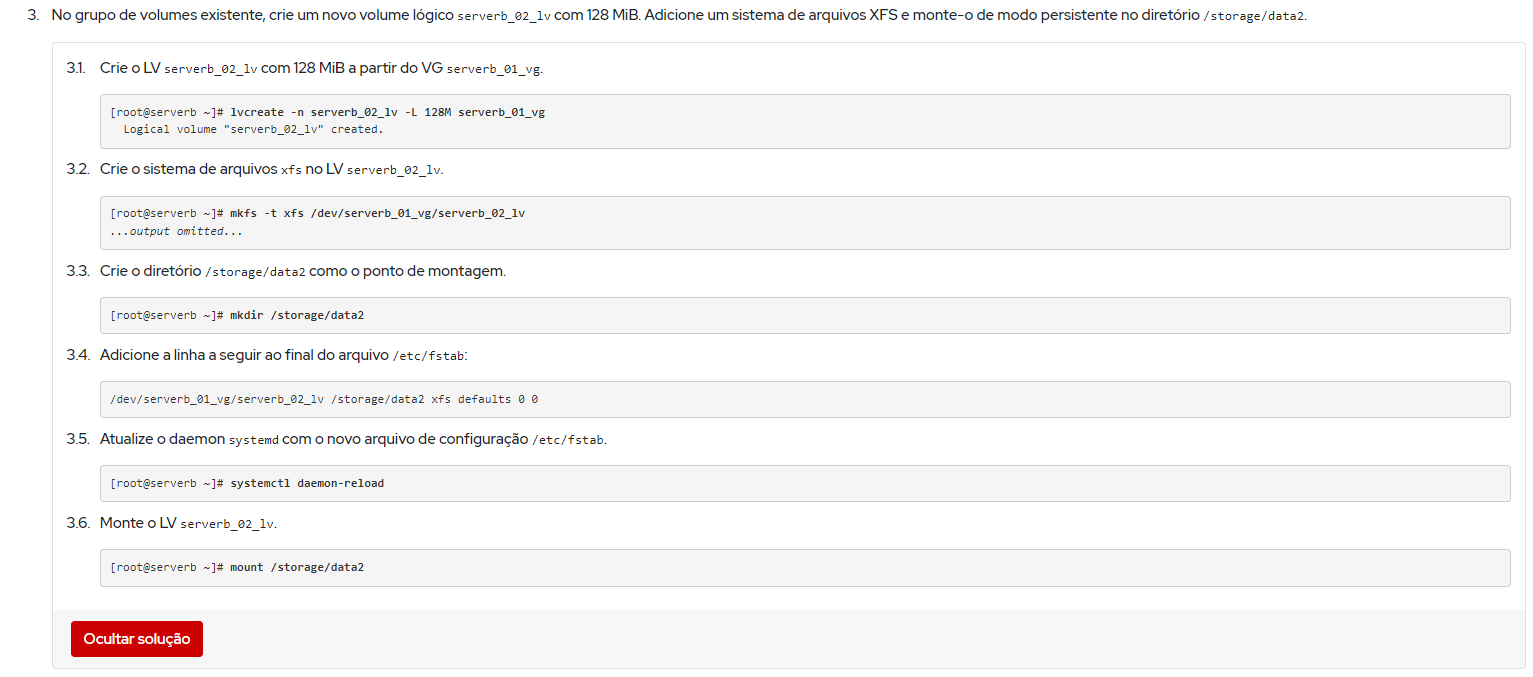 3. No grupo de volumes existente, crie um novo volume lógico serverb_02_lv com 128 MiB. Adicione um sistema de arquivos XFS e monte-o de modo persistente no diretório /storage/data2.
3.1. Crie o LV serverb_02_lv com 128 MiB a partir do VG serverb_01_vg.
[root@serverb ~]# lvcreate -n serverb_02_lv -L 128M serverb_01_vg
Logical volume "serverb_02_lv" created.
3.2. Crie o sistema de arquivos xfs no LV serverb_02_lv.
[root@serverb ~]# mkfs -t xfs /dev/serverb_01_vg/serverb_02_lv
...output omitted...
3.3. Crie o diretório /storage/data2 como o ponto de montagem.
[root@serverb ~]# mkdir /storage/data2
3.4. Adicione a linha a seguir ao final do arquivo /etc/fstab:
/dev/serverb_01_vg/serverb_02_lv /storage/data2 xfs defaults 0 0
3.5. Atualize o daemon systemd com o novo arquivo de configuração /etc/fstab.
[root@serverb ~]# systemctl daemon-reload
3.6. Monte o LV serverb_02_lv.
[root@serverb ~]# mount /storage/data2
Ocultar solução